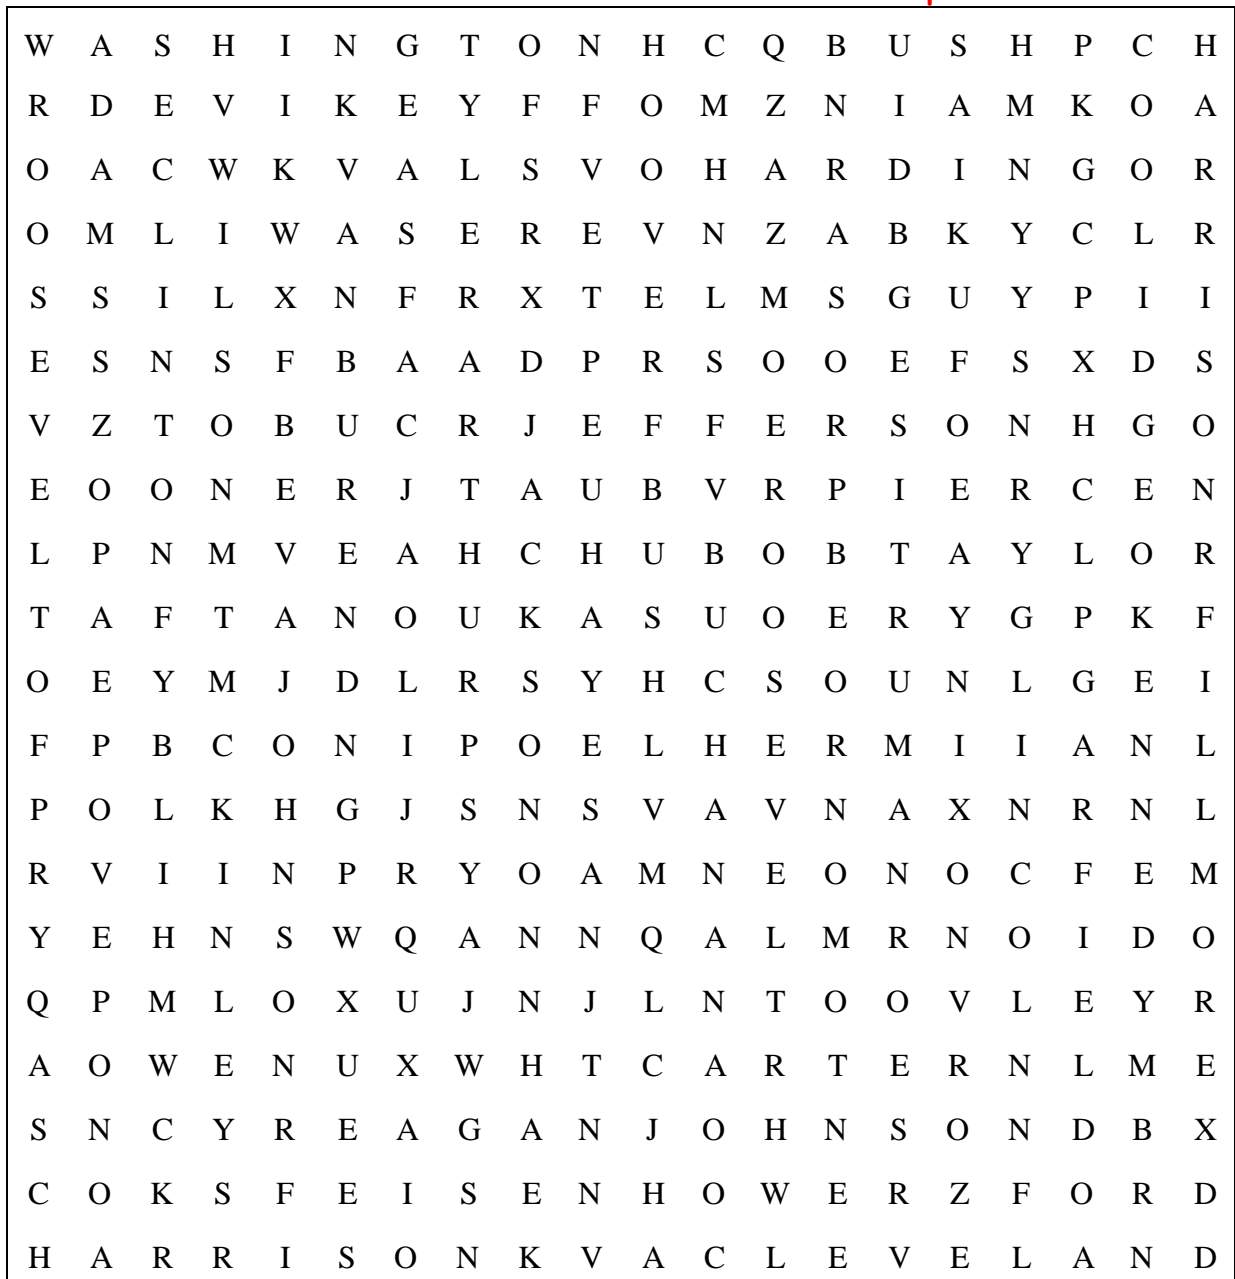 W A S H I N G T O N H C Q B U S H P C H
R D E V I K E Y F F O M Z N I A M K O A
O A C W K V A L S V O H A R D I N G O R
O M L I W A S E R E V N Z A B K Y C L R
S S I L X N F R X T E L M S G U Y P I I
E S N S F B A A D P R S O O E F S X D S
V Z T O B U C R J E F F E R S O N H G O
E O O N E R J T A U B V R P I E R C E N
L P N M V E A H C H U B O B T A Y L O R
T A F T A N O U K A S U O E R Y G P K F
O E Y M J D L R S Y H C S O U N L G E I
F P B C O N I P O E L H E R M I I A N L
P O L K H G J S N S V A V N A X N R N L
R V I I N P R Y O A M N E O N O C F E M
Y E H N S W Q A N N Q A L M R N O I D O
Q P M L O X U J N J L N T O O V L E Y R
A O W E N U X W H T C A R T E R N L M E
S N C Y R E A G A N J O H N S O N D B X
C O K S F E I S E N H O W E R Z F O R D
H A R R I S O N K V A C L E V E L A N D